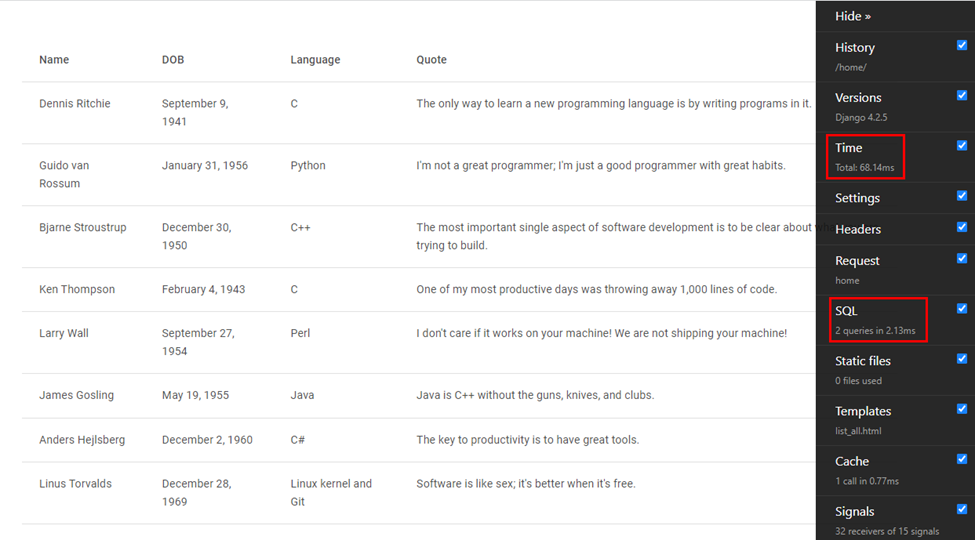 Name DOB Language Quote
Dennis Ritchie September 9, C The only way to learn a new programming language is by writing programs in it.
1941
Guido van January 31, 1956 Python I'm not a great programmer; I'm just a good programmer with great habits.
Rossum
Bjarne Stroustrup December 30, C++ The most important single aspect of software development is to be clear about
1950 trying to build.
Ken Thompson February 4, 1943 C One of my most productive days was throwing away 1,000 lines of code.
Larry Wall September 27, Perl I don't care if it works on your machine! We are not shipping your machine!
1954
James Gosling May 19, 1955 Java Java is C++ without the guns, knives, and clubs.
Anders Hejlsberg December 2, 1960 C# The key to productivity is to have great tools.
Linus Torvalds December 28, Linux kernel and Software is like sex; it's better when it's free.
1969 Git
Hide »
History
/home/
Versions
Django 4.2.5
Time
Total: 68.14ms
Settings
Headers
Request
home
SQL
2 queries in 2.13ms
Static files
0 files used
Templates
list_all.html
Cache
1 call in 0.77ms
Signals
32 receivers of 15 signals